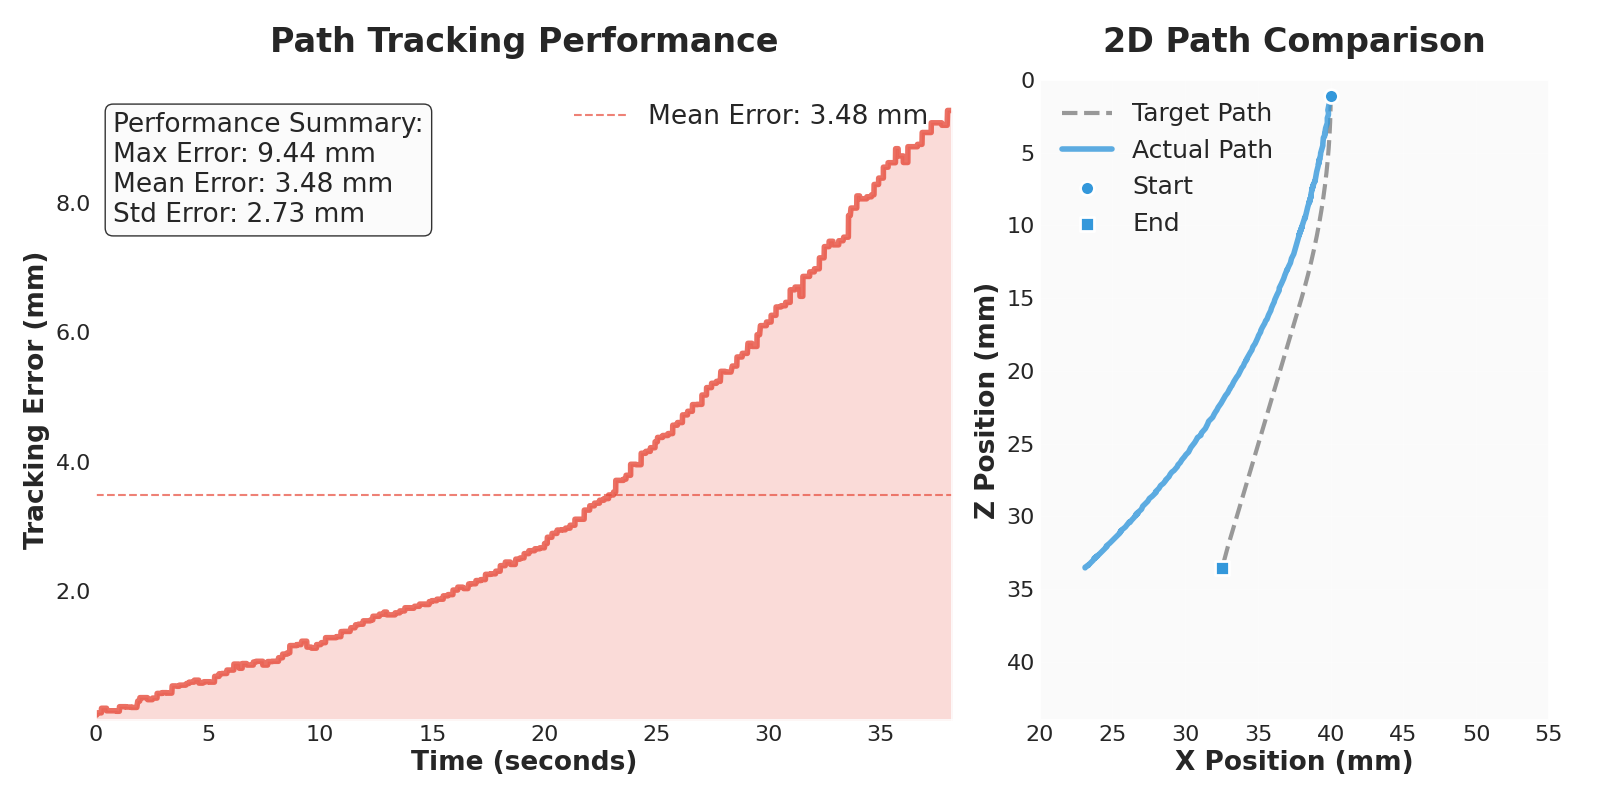 Path Tracking Performance
Performance Summary:
Max Error: 9.44 mm
Mean Error: 3.48 mm
Std Error: 2.73 mm
Mean Error: 3.48 mm
Tracking Error (mm)
8.0
6.0
4.0
2.0
0 5 10 15 20 25 30 35
Time (seconds)
2D Path Comparison
Target Path
Actual Path
Start
End
Z Position (mm)
0
5
10
15
20
25
30
35
40
20 25 30 35 40 45 50 55
X Position (mm)